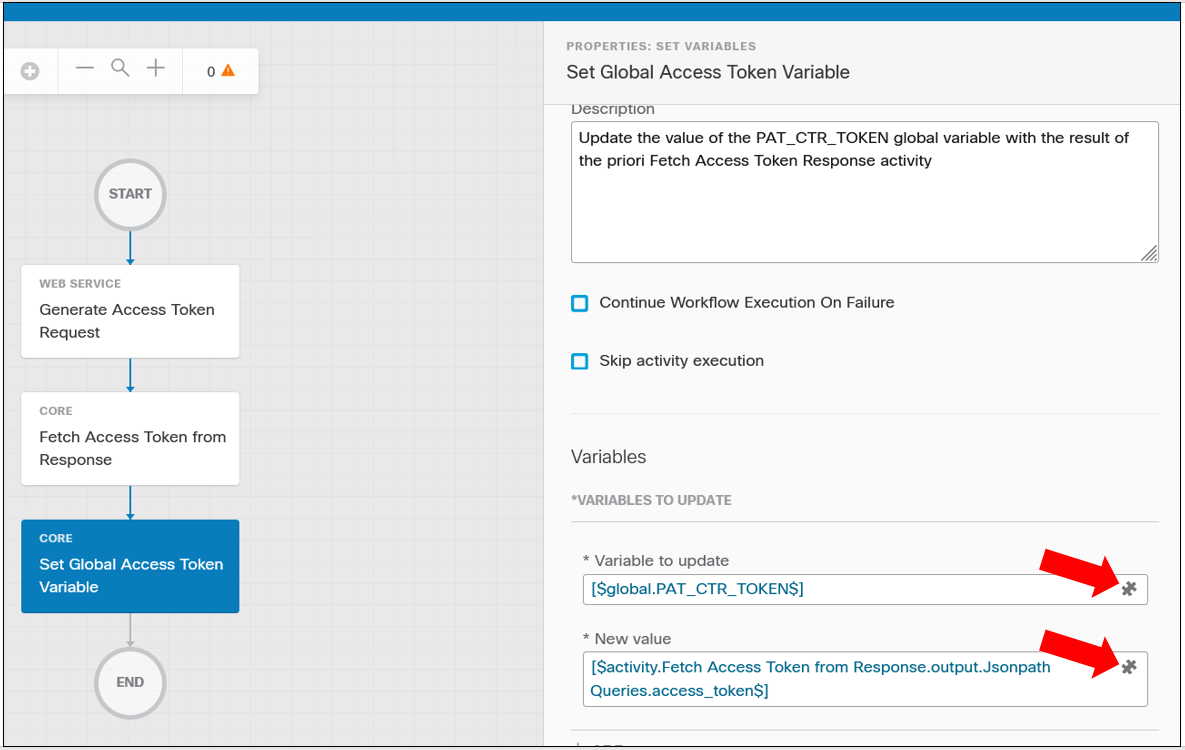 0
START
WEB SERVICE
Generate Access Token
Request
CORE
Fetch Access Token from
Response
CORE
Set Global Access Token
Variable
END
PROPERTIES: SET VARIABLES
Set Global Access Token Variable
Description
Update the value of the PAT_CTR_TOKEN global variable with the result of
the priori Fetch Access Token Response activity
Continue Workflow Execution On Failure
Skip activity execution
Variables
*VARIABLES TO UPDATE
* Variable to update
[$global.PAT_CTR_TOKEN$]
* New value
[$activity.Fetch Access Token from Response.output.Jsonpath
Queries.access_token$]